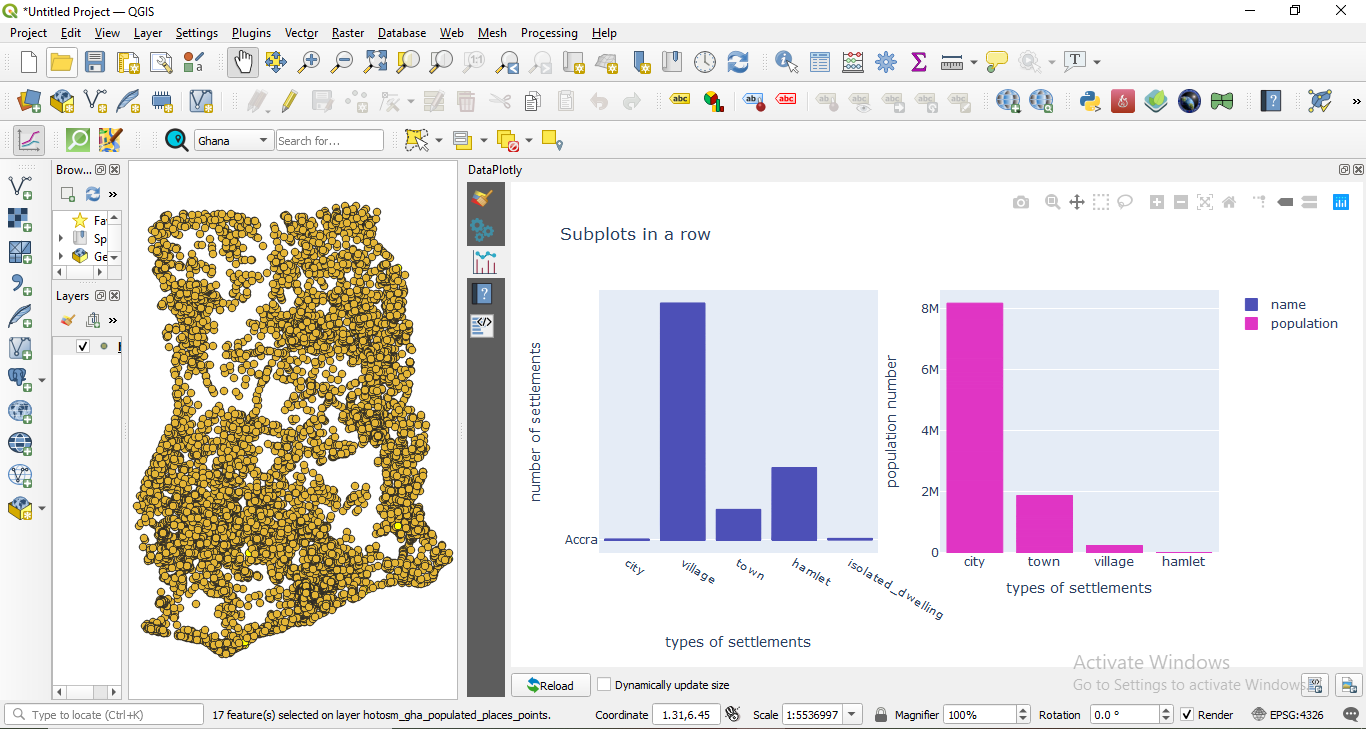 *Untitled Project — QGIS
Project Edit View Layer Settings Plugins Vector Raster Database Web Mesh Processing Help
abc abc
Ghana Search for...
Brow...
DataPlotly
Fa
Sp
Ge
Layers
Subplots in a row
name
population
number of settlements
Accra
city village town hamlet isolated_dwelling
types of settlements
population number
8M
6M
4M
2M
0
city town village hamlet
types of settlements
Activate Windows
Go to Settings to activate Windows.
Reload Dynamically update size
Type to locate (Ctrl+K) 17 feature(s) selected on layer hotosm_gha_populated_places_points. Coordinate 1.31,6.45 Scale 1:5536997 Magnifier 100% Rotation 0.0 ° Render EPSG:4326